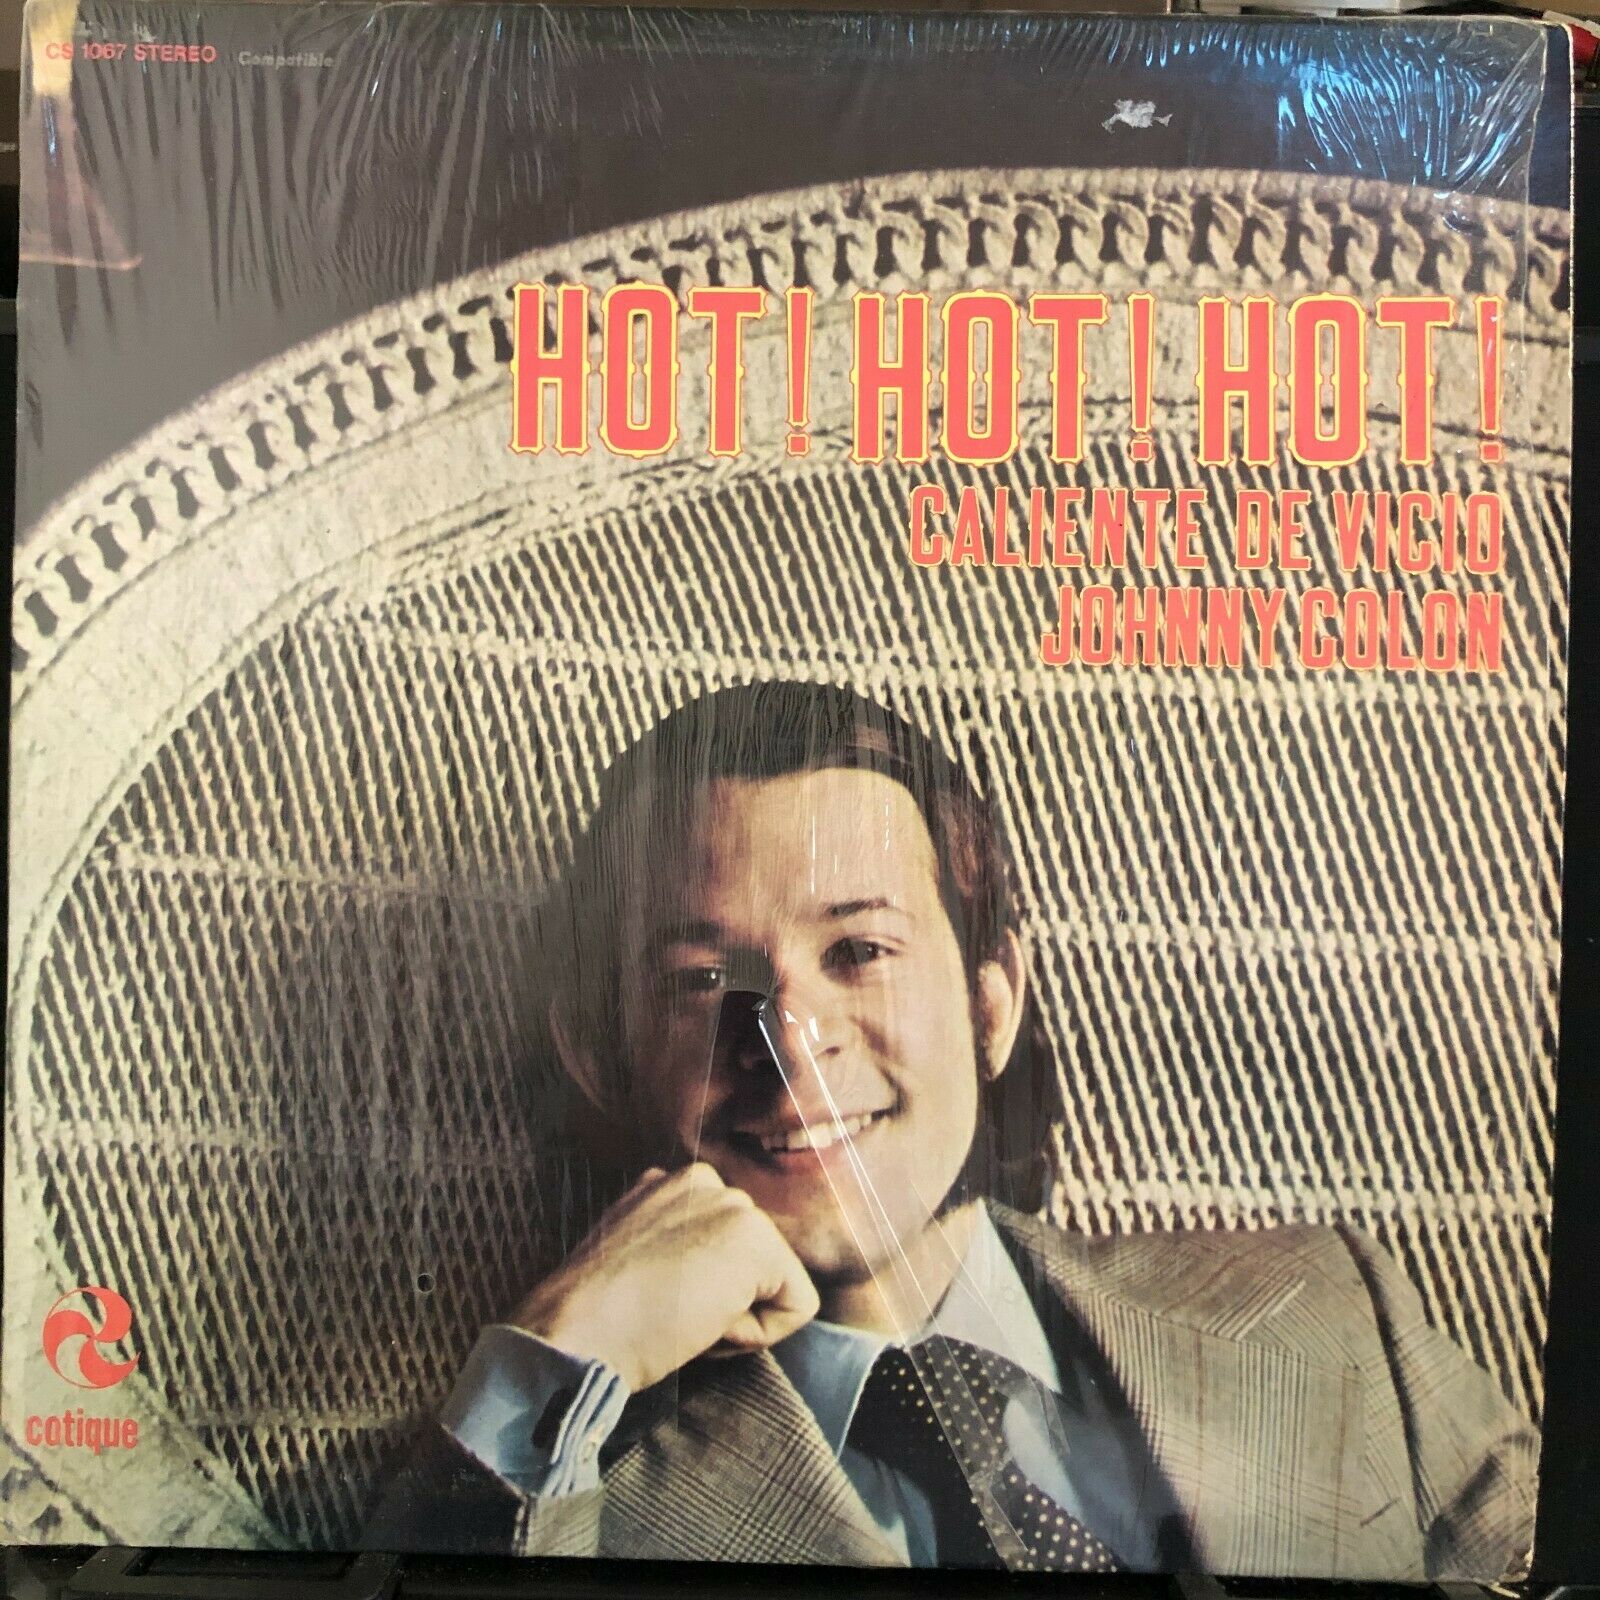 CS 1067 STEREO Compatible
HOT! HOT! HOT!
CALIENTE DE VICIO
JOHNNY COLON
cotique